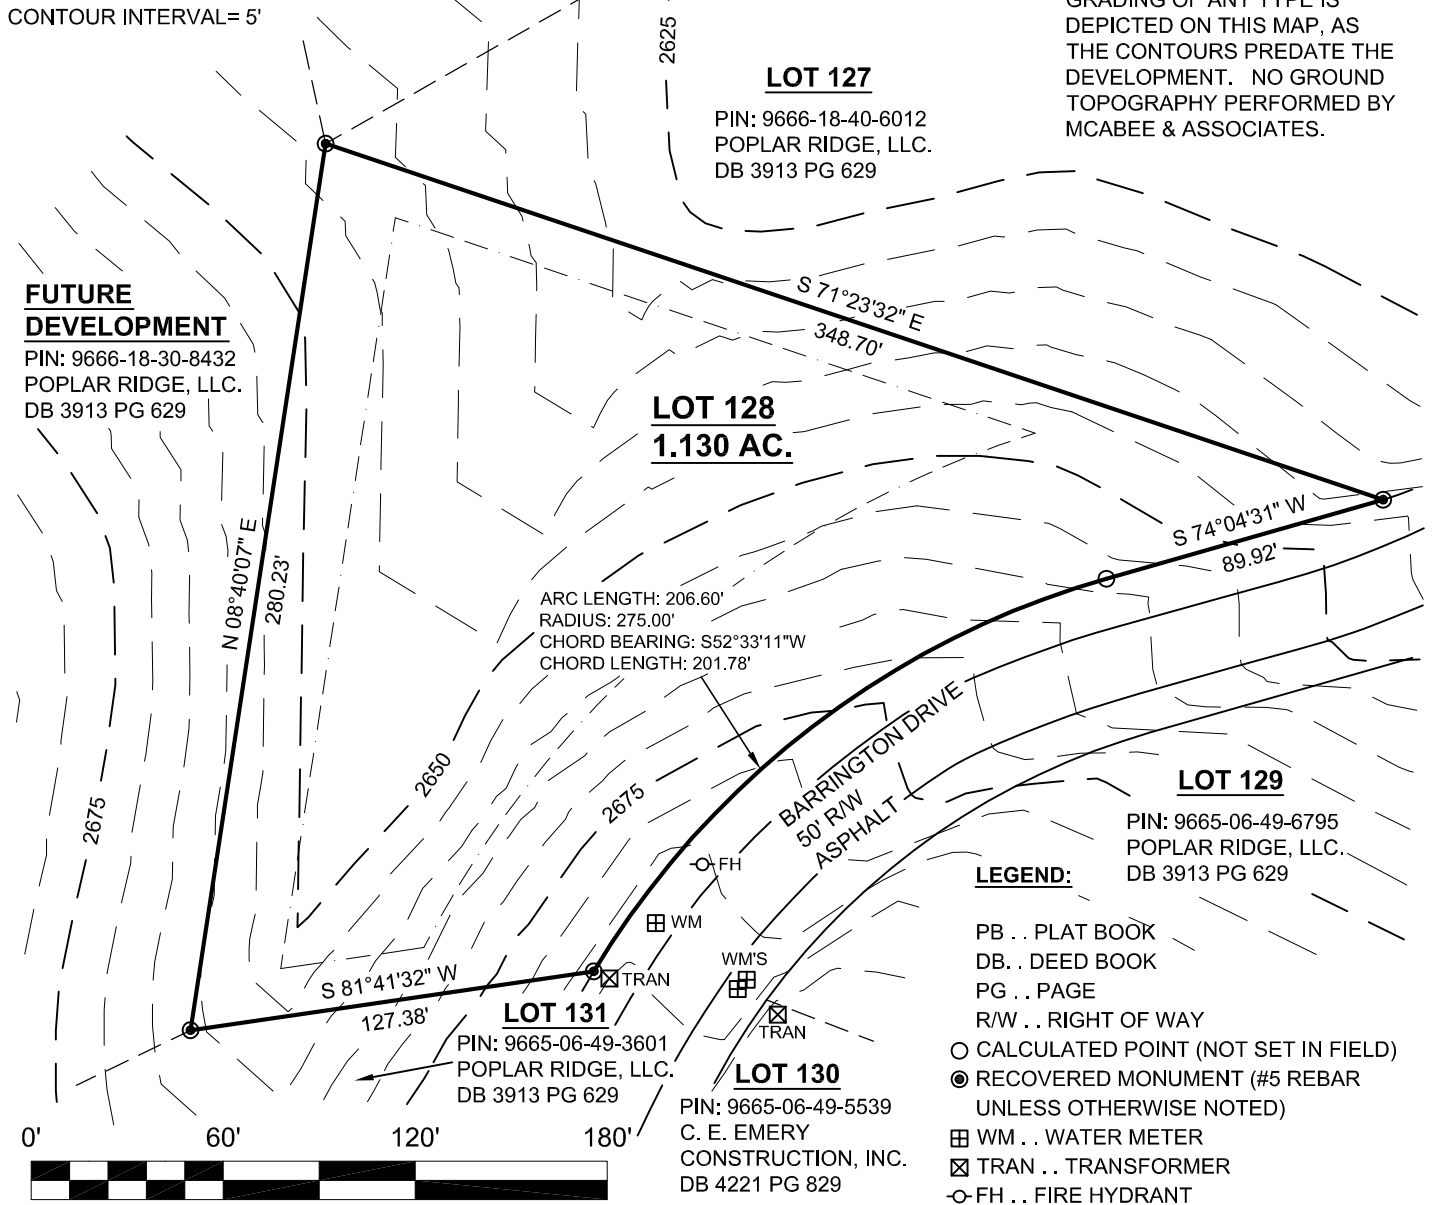 CONTOUR INTERVAL= 5'
GRADING OF ANY TYPE IS
DEPICTED ON THIS MAP, AS
THE CONTOURS PREDATE THE
DEVELOPMENT. NO GROUND
TOPOGRAPHY PERFORMED BY
MCABEE & ASSOCIATES.
2625
LOT 127
PIN: 9666-18-40-6012
POPLAR RIDGE, LLC.
DB 3913 PG 629
FUTURE
DEVELOPMENT
PIN: 9666-18-30-8432
POPLAR RIDGE, LLC.
DB 3913 PG 629
S 71°23'32" E
348.70'
LOT 128
1.130 AC.
N 08°40'07" E
280.23'
S 74°04'31" W
89.92'
ARC LENGTH: 206.60'
RADIUS: 275.00'
CHORD BEARING: S52°33'11"W
CHORD LENGTH: 201.78'
2650
2675
2675
BARRINGTON DRIVE
50' R/W
ASPHALT
LOT 129
PIN: 9665-06-49-6795
POPLAR RIDGE, LLC.
DB 3913 PG 629
FH
WM
WM'S
TRAN
TRAN
S 81°41'32" W
127.38'
LOT 131
PIN: 9665-06-49-3601
POPLAR RIDGE, LLC.
DB 3913 PG 629
LOT 130
PIN: 9665-06-49-5539
C. E. EMERY
CONSTRUCTION, INC.
DB 4221 PG 829
LEGEND:
PB . . PLAT BOOK
DB. . DEED BOOK
PG . . PAGE
R/W . . RIGHT OF WAY
CALCULATED POINT (NOT SET IN FIELD)
RECOVERED MONUMENT (#5 REBAR
UNLESS OTHERWISE NOTED)
WM . . WATER METER
TRAN . . TRANSFORMER
FH . . FIRE HYDRANT
0' 60' 120' 180'